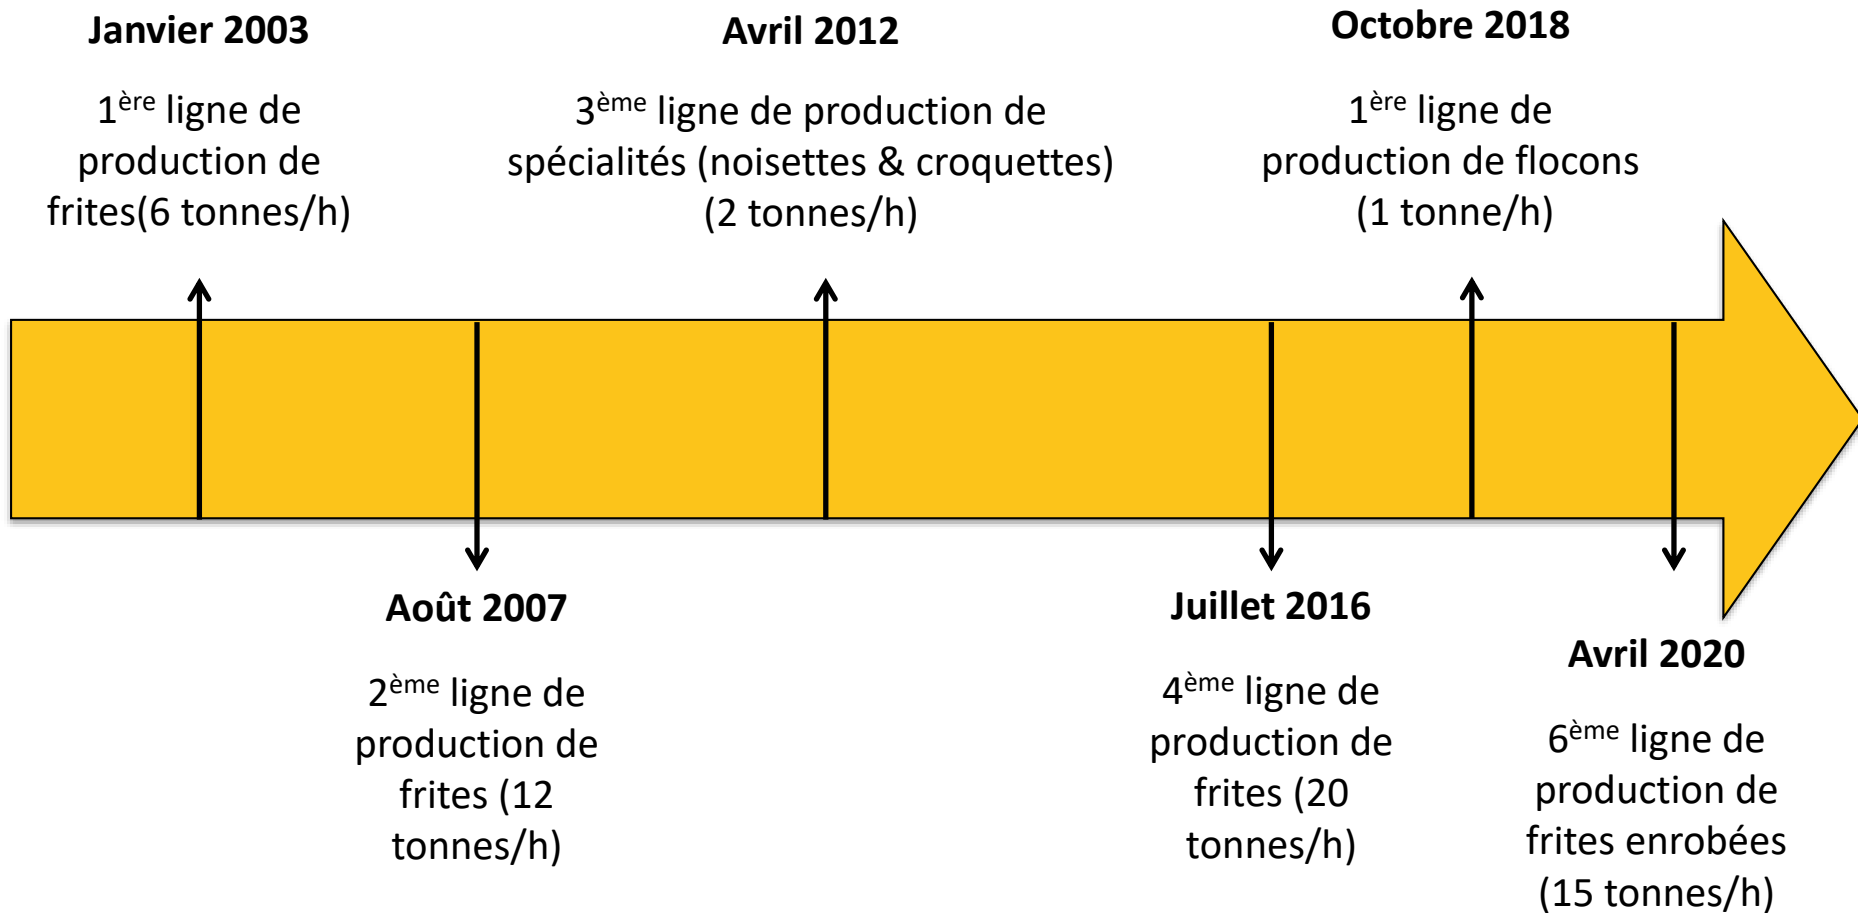 Janvier 2003
1ère ligne de
production de
frites(6 tonnes/h)
Avril 2012
3ème ligne de production de
spécialités (noisettes & croquettes)
(2 tonnes/h)
Octobre 2018
1ère ligne de
production de flocons
(1 tonne/h)
Août 2007
2ème ligne de
production de
frites (12
tonnes/h)
Juillet 2016
4ème ligne de
production de
frites (20
tonnes/h)
Avril 2020
6ème ligne de
production de
frites enrobées
(15 tonnes/h)